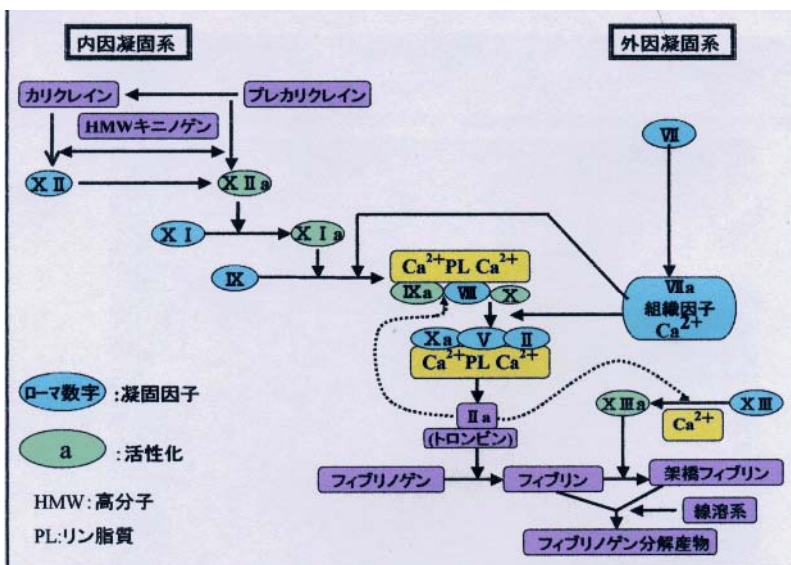 内因凝固系
外因凝固系
カリクレイン
プレカリクレイン
HMWキニノゲン
VII
XII
XIIa
XI
XIa
IX
Ca2+PL Ca2+
IXa
VIII
X
VIIa
組織因子
Ca2+
Xa
V
II
Ca2+PL Ca2+
ローマ数字
:凝固因子
IIa
(トロンビン)
XIIIa
XIII
Ca2+
a
:活性化
フィブリノゲン
フィブリン
架橋フィブリン
HMW:高分子
線溶系
PL:リン脂質
フィブリノゲン分解産物